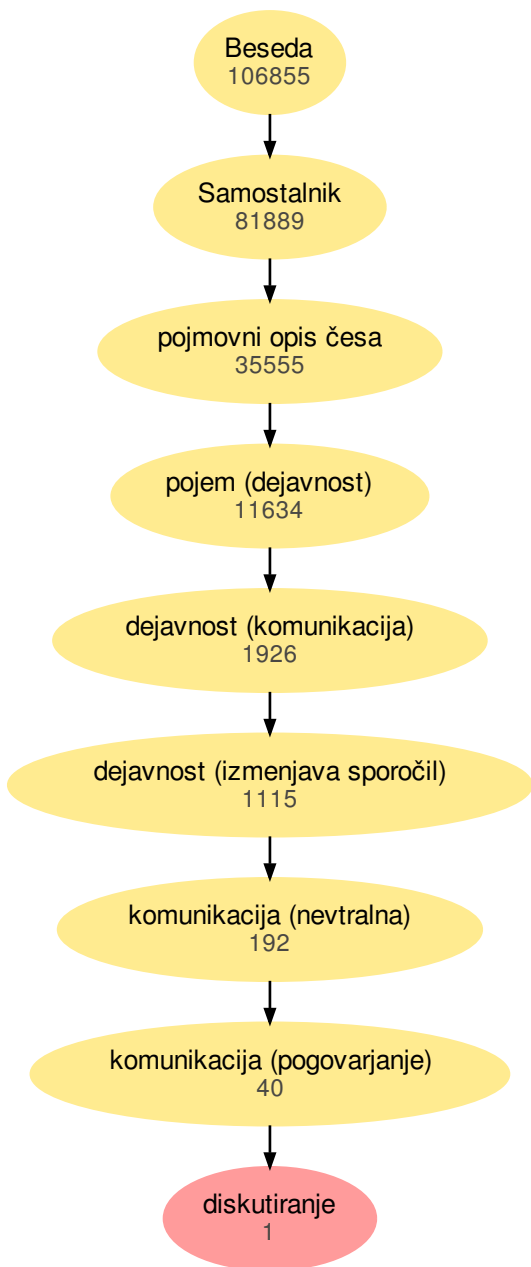 Beseda
106855
Samostalnik
81889
pojmovni opis česa
35555
pojem (dejavnost)
11634
dejavnost (komunikacija)
1926
dejavnost (izmenjava sporočil)
1115
komunikacija (nevtralna)
192
komunikacija (pogovarjanje)
40
diskutiranje
1